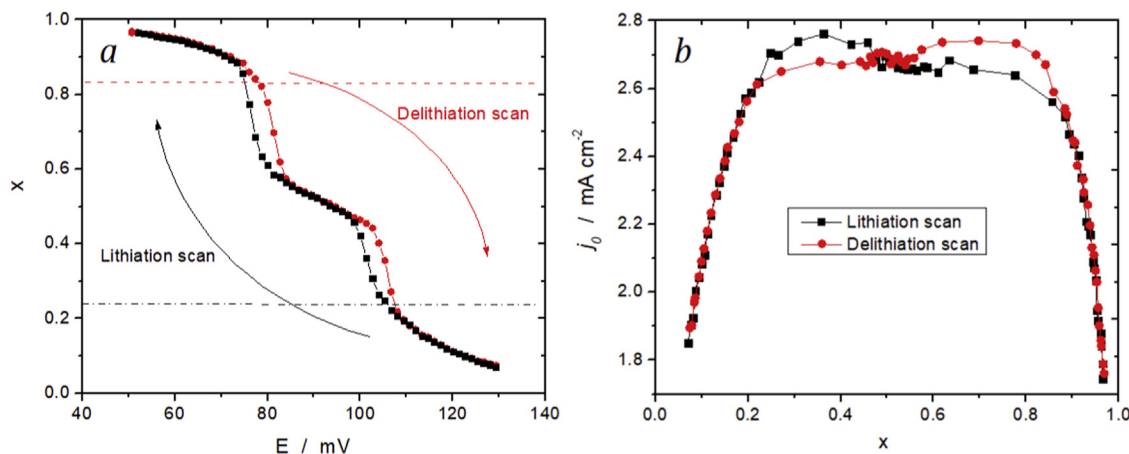 a
Delithiation scan
Lithiation scan
x
1.0
0.8
0.6
0.4
0.2
0.0
40 60 80 100 120 140
E / mV
b
Lithiation scan
Delithiation scan
j0 / mA cm-2
2.8
2.6
2.4
2.2
2.0
1.8
0.0 0.2 0.4 0.6 0.8 1.0
x